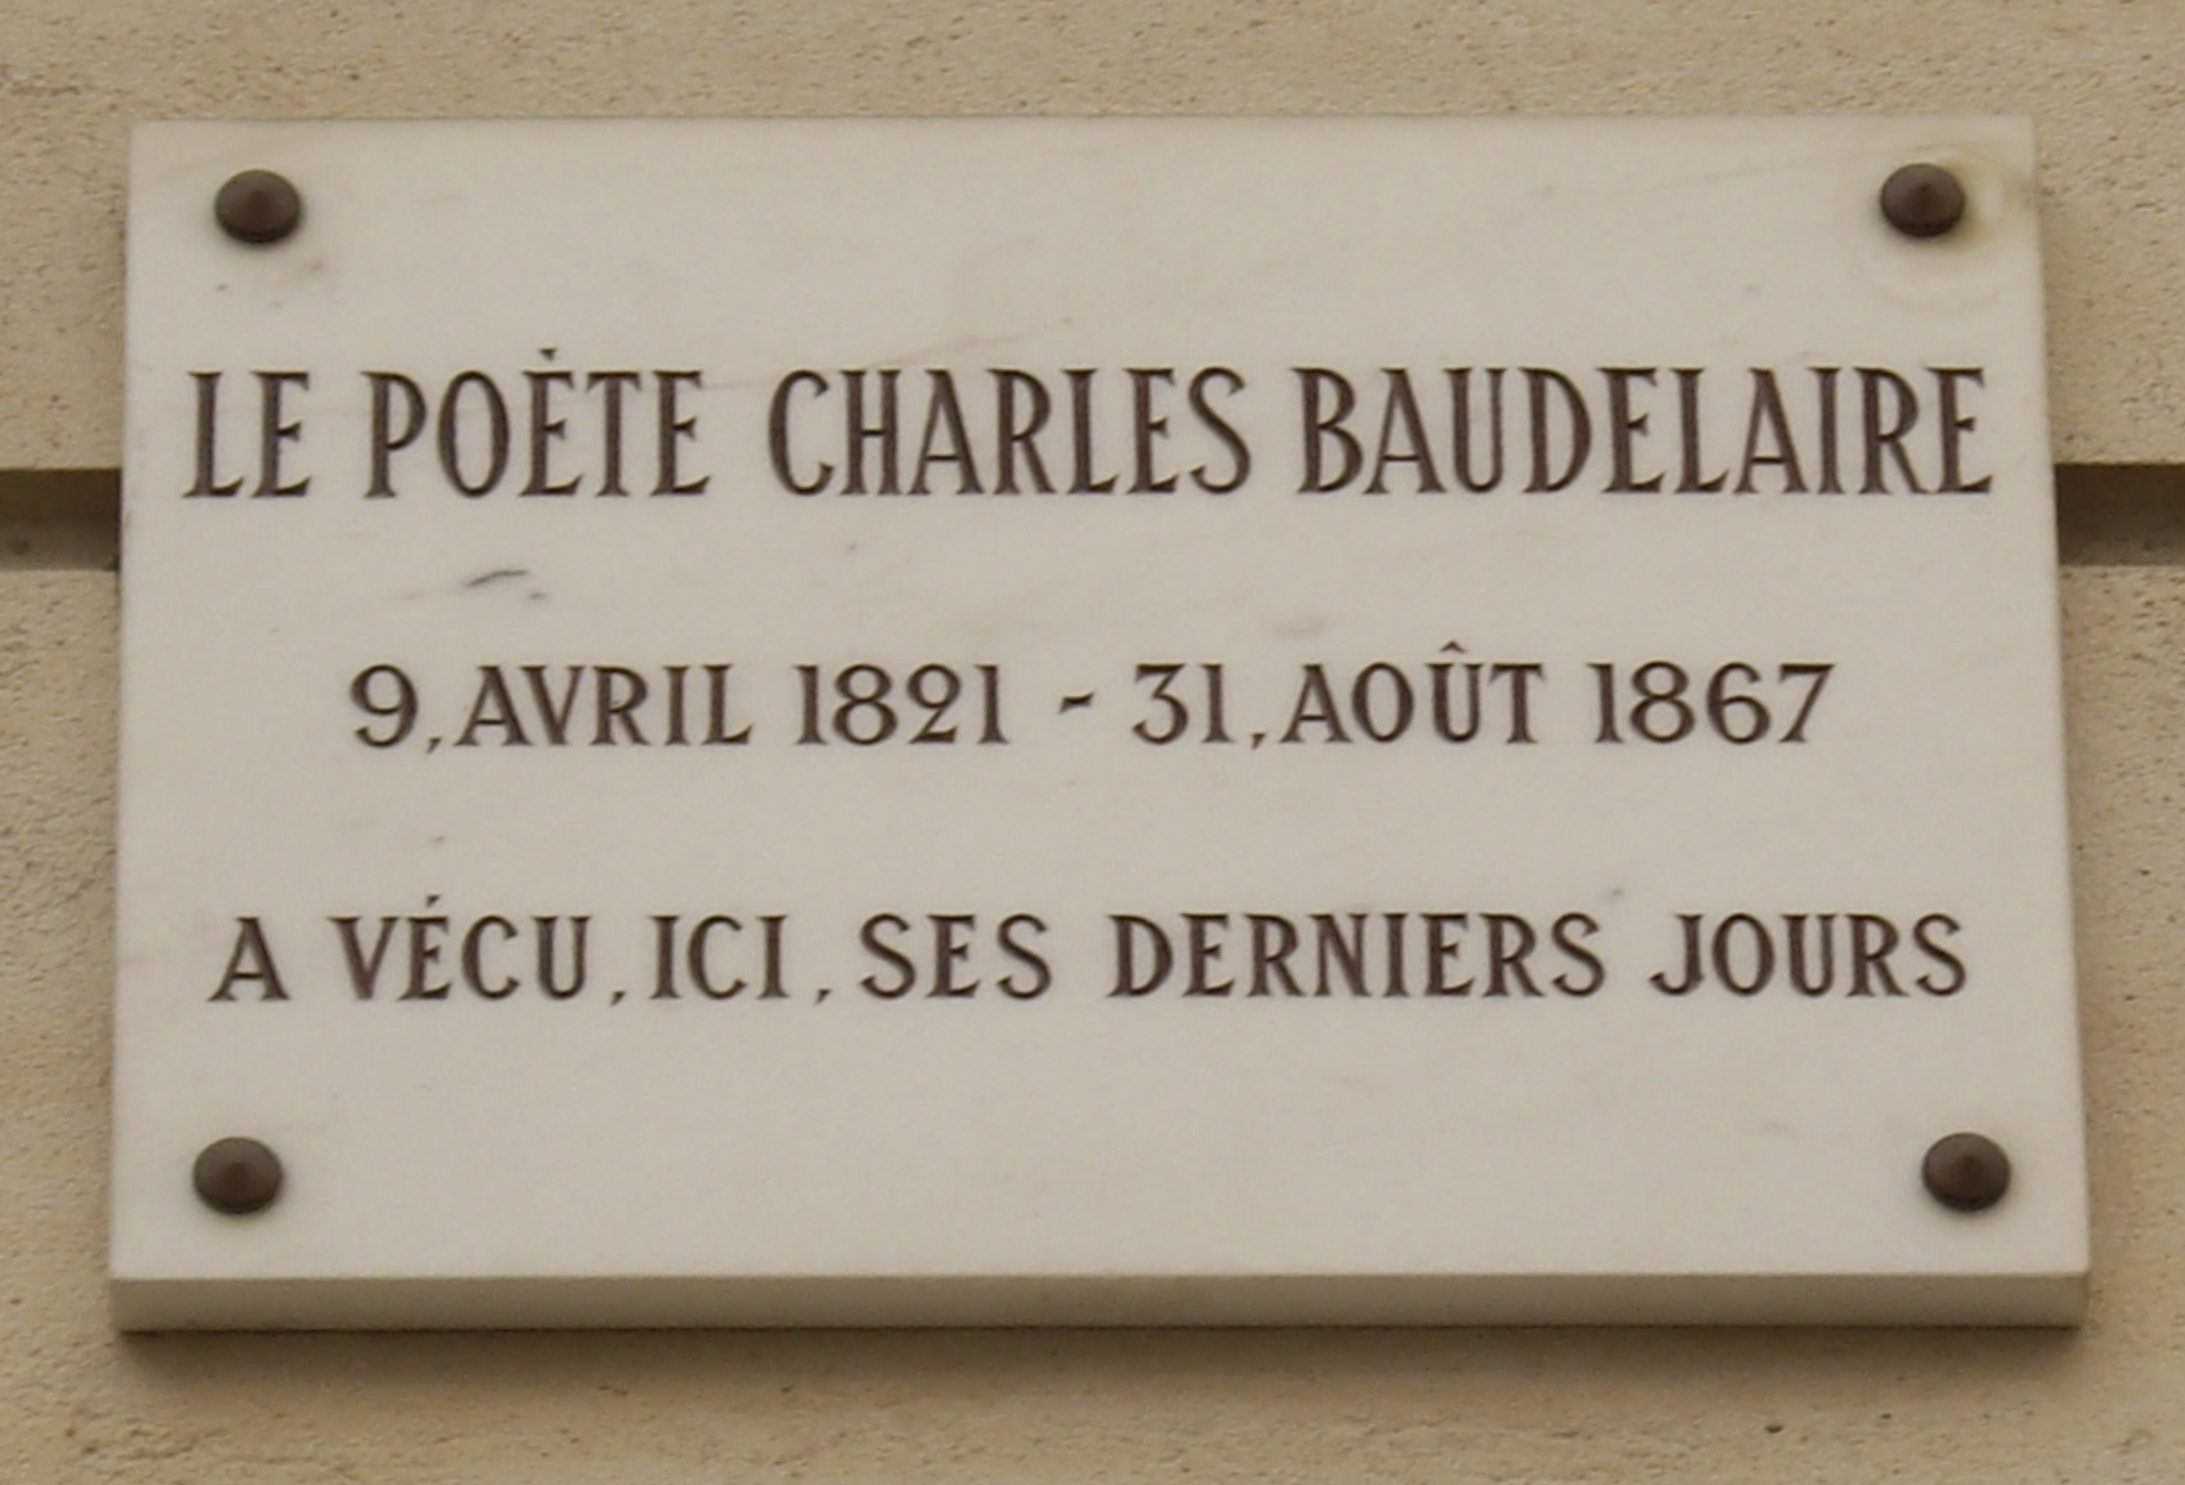 LE POÈTE CHARLES BAUDELAIRE
9, AVRIL 1821 - 31, AOÛT 1867
A VÉCU, ICI, SES DERNIERS JOURS